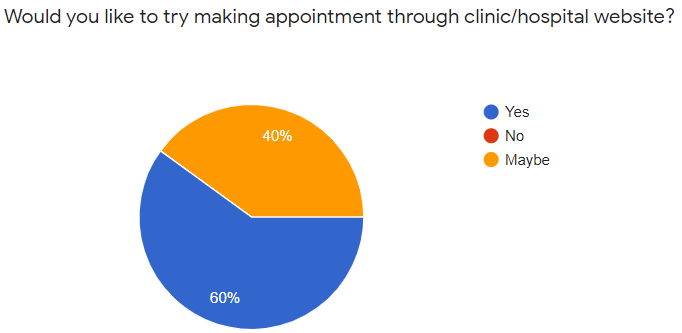 Would you like to try making appointment through clinic/hospital website?
Yes
No
Maybe
40%
60%